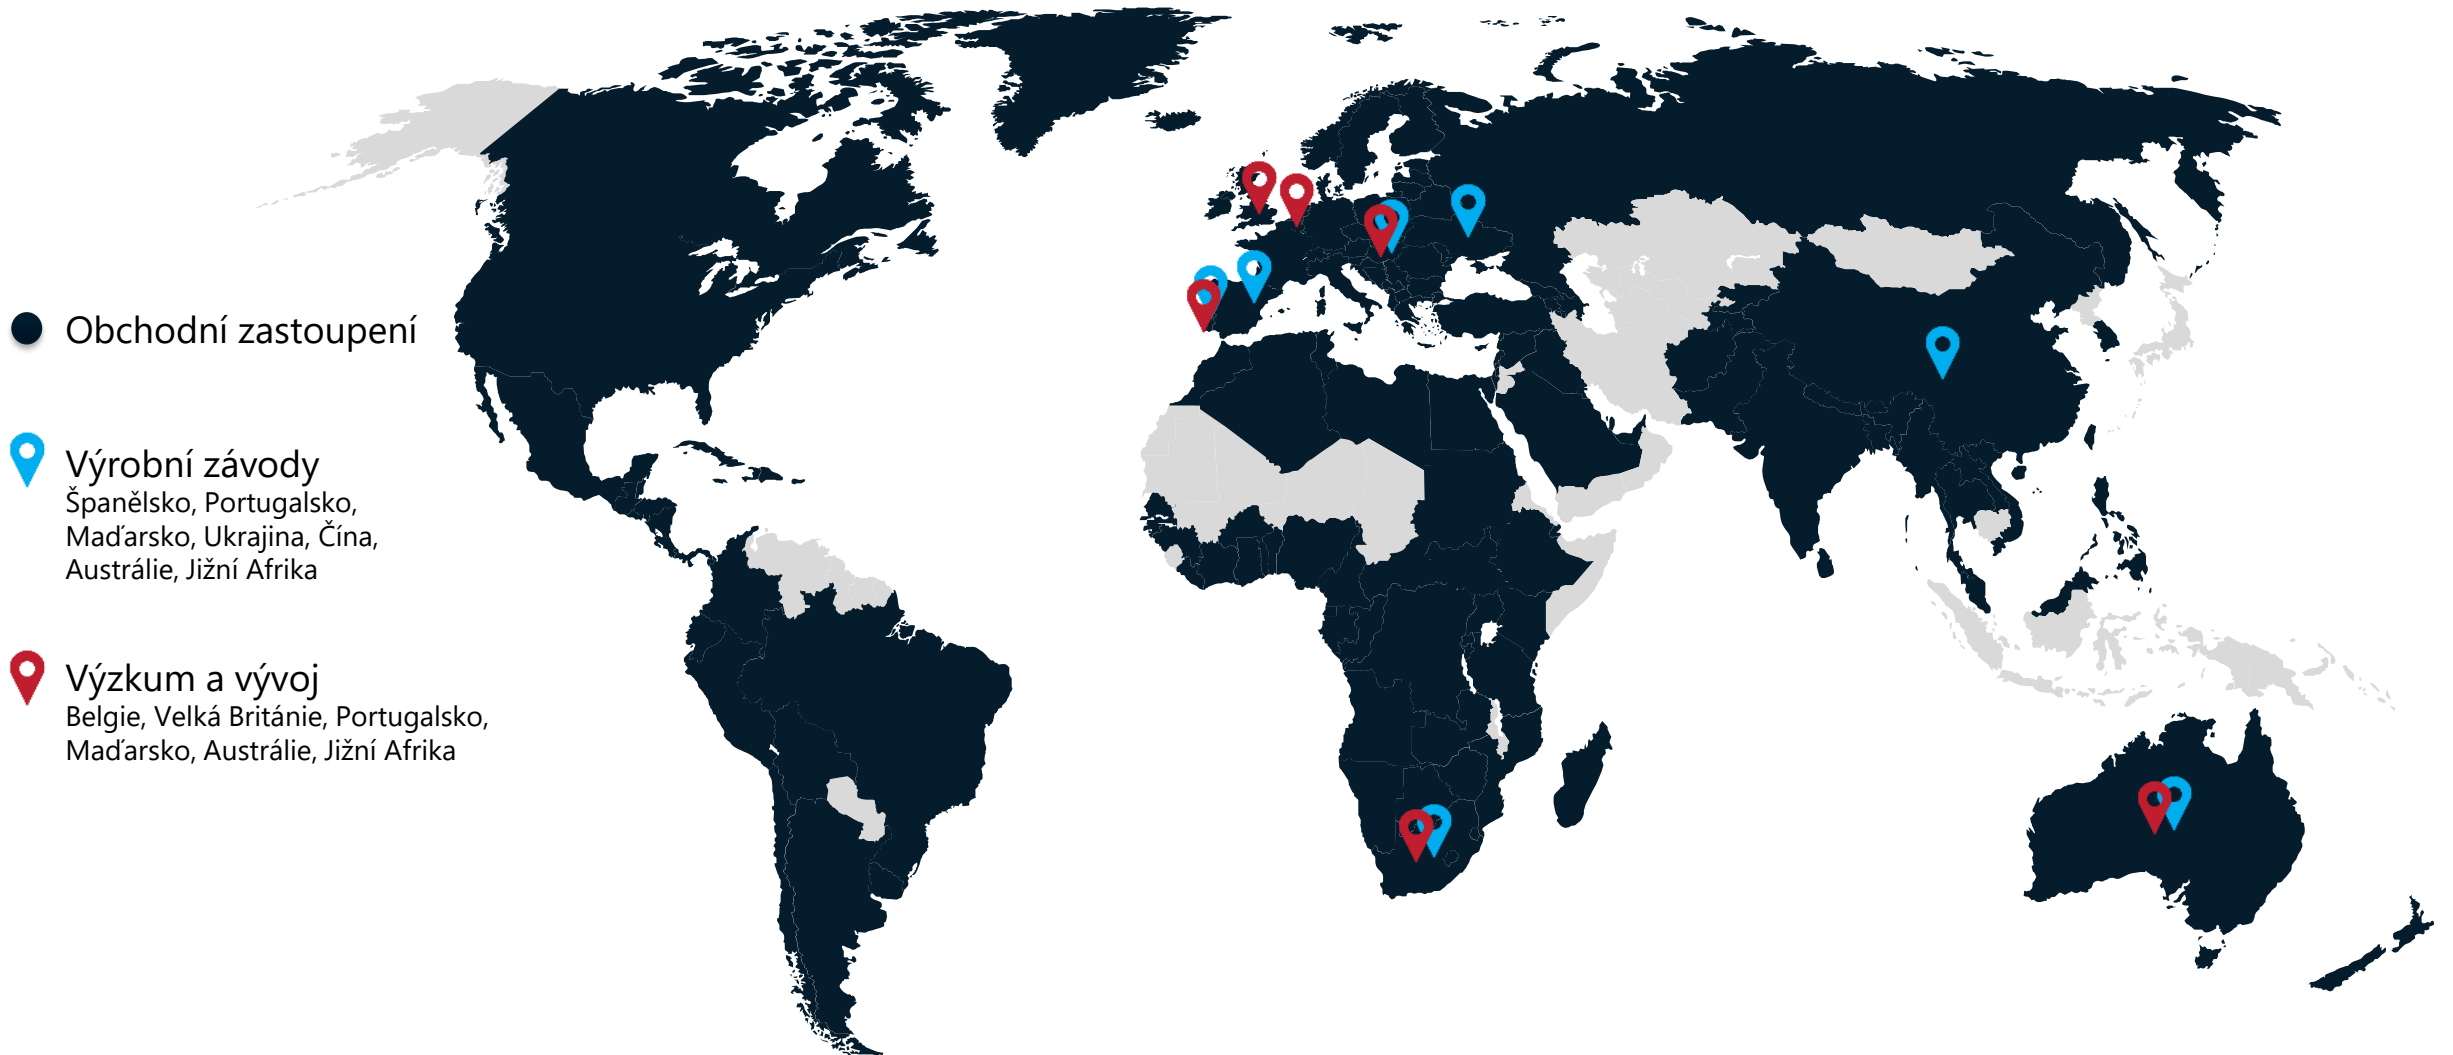 Obchodní zastoupení
Výrobní závody
Španělsko, Portugalsko,
Maďarsko, Ukrajina, Čína,
Austrálie, Jižní Afrika
Výzkum a vývoj
Belgie, Velká Británie, Portugalsko,
Maďarsko, Austrálie, Jižní Afrika